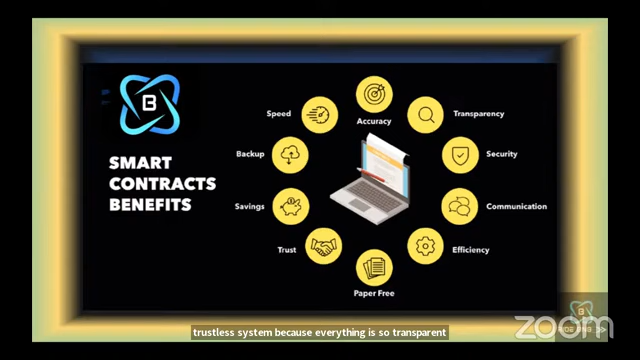 B
SMART
CONTRACTS
BENEFITS
Accuracy
Speed
Transparency
Backup
Security
Savings
Communication
Trust
Efficiency
Paper Free
trustless system because everything is so transparent
B
zoom